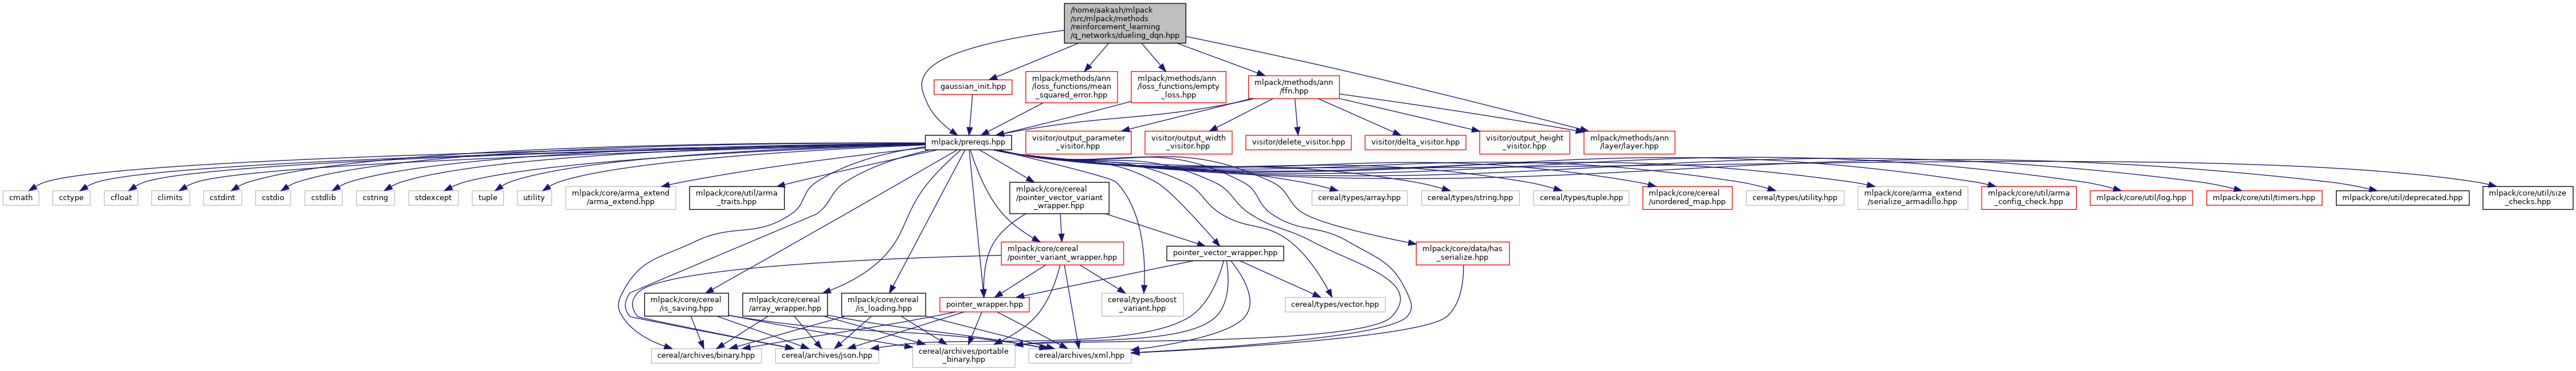 /home/aakash/mlpack
/src/mlpack/methods
/reinforcement_learning
/q_networks/dueling_dqn.hpp
gaussian_init.hpp
mlpack/methods/ann
/loss_functions/mean
_squared_error.hpp
mlpack/methods/ann
/loss_functions/empty
_loss.hpp
mlpack/methods/ann
/ffn.hpp
mlpack/prereqs.hpp
visitor/output_parameter
_visitor.hpp
visitor/output_width
_visitor.hpp
visitor/delete_visitor.hpp
visitor/delta_visitor.hpp
visitor/output_height
_visitor.hpp
mlpack/methods/ann
/layer/layer.hpp
cmath
cctype
cfloat
climits
cstdint
cstdio
cstdlib
cstring
stdexcept
tuple
utility
mlpack/core/arma_extend
/arma_extend.hpp
mlpack/core/util/arma
_traits.hpp
mlpack/core/cereal
/pointer_vector_variant
_wrapper.hpp
cereal/types/array.hpp
cereal/types/string.hpp
cereal/types/tuple.hpp
mlpack/core/cereal
/unordered_map.hpp
cereal/types/utility.hpp
mlpack/core/arma_extend
/serialize_armadillo.hpp
mlpack/core/util/arma
_config_check.hpp
mlpack/core/util/log.hpp
mlpack/core/util/timers.hpp
mlpack/core/util/deprecated.hpp
mlpack/core/util/size
_checks.hpp
mlpack/core/cereal
/pointer_variant_wrapper.hpp
pointer_vector_wrapper.hpp
mlpack/core/data/has
_serialize.hpp
mlpack/core/cereal
/is_saving.hpp
mlpack/core/cereal
/array_wrapper.hpp
mlpack/core/cereal
/is_loading.hpp
pointer_wrapper.hpp
cereal/types/boost
_variant.hpp
cereal/types/vector.hpp
cereal/archives/binary.hpp
cereal/archives/json.hpp
cereal/archives/portable
_binary.hpp
cereal/archives/xml.hpp